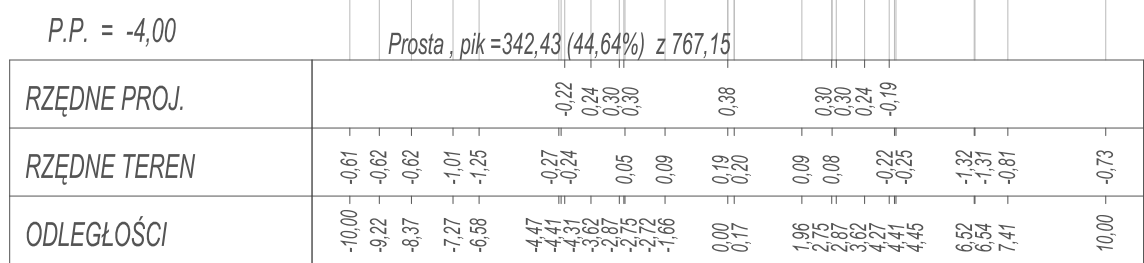 P.P. = -4,00
Prosta , pik =342,43 (44,64%) z 767,15
RZĘDNE PROJ. -0,22 0,24 0,30 0,30 0,38 0,30 0,30 0,24 -0,19
RZĘDNE TEREN -0,61 -0,62 -0,62 -1,01 -1,25 -0,27 -0,24 0,05 0,09 0,19 0,20 0,09 0,08 -0,22 -0,25 -1,32 -1,31 -0,81 -0,73
ODLEGŁOŚCI -10,00 -9,22 -8,37 -7,27 -6,58 -4,47 -4,41 -4,31 -3,62 -2,87 -2,75 -2,72 -1,66 0,00 0,17 1,96 2,75 2,87 3,62 4,27 4,41 4,45 6,52 6,54 7,41 10,00